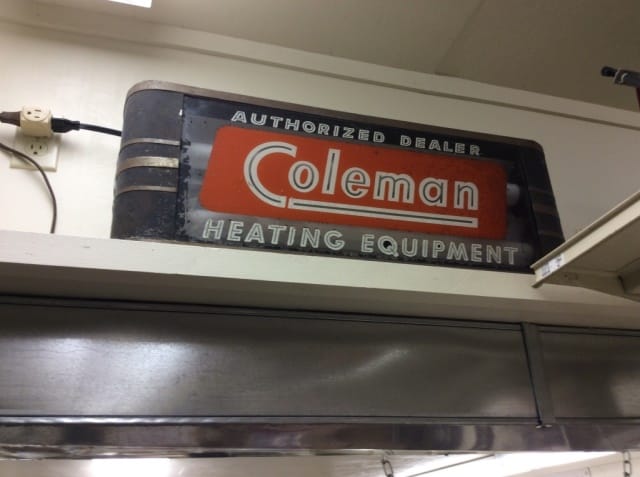 AUTHORIZED DEALER
Coleman
HEATING EQUIPMENT